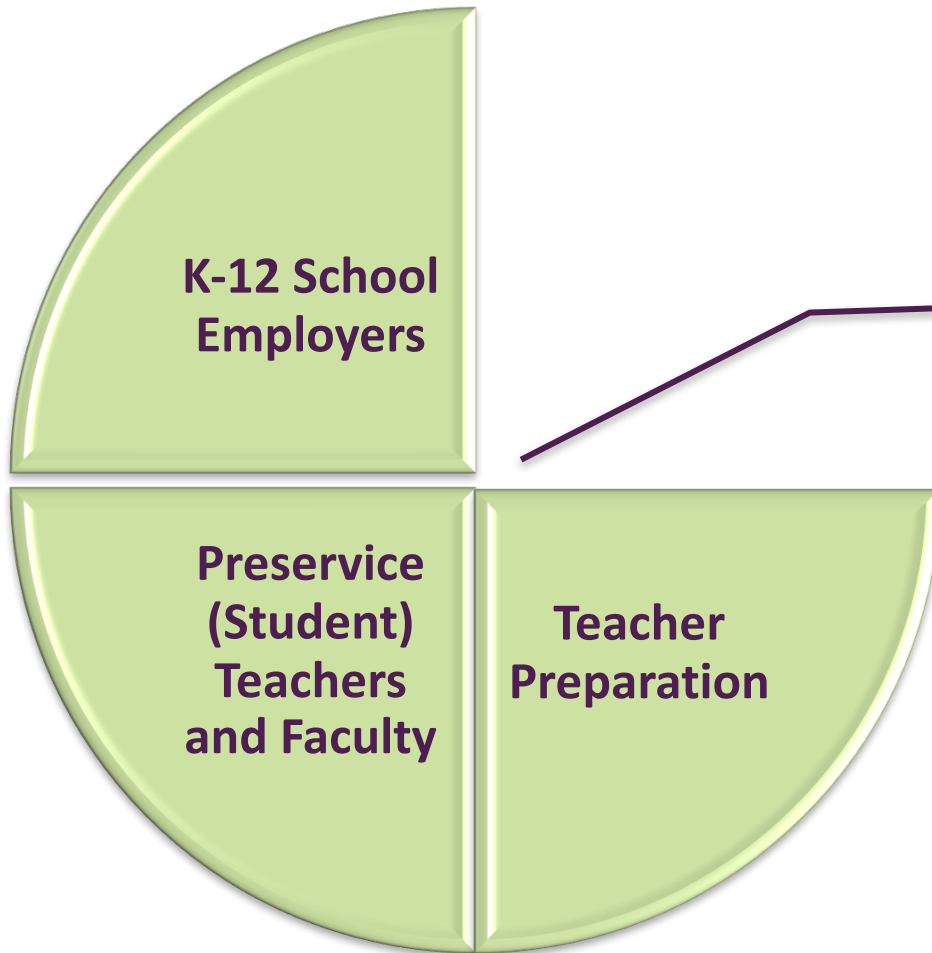 K-12 School
Employers
Preservice
(Student)
Teachers
and Faculty
Teacher
Preparation